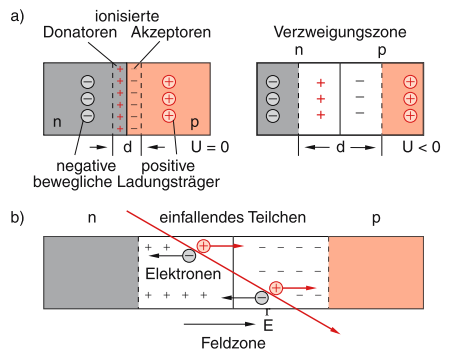 a)
ionisierte
Donatoren Akzeptoren
n
p
d
U = 0
negative positive
bewegliche Ladungsträger
Verzweigungszone
n p
d
U < 0
b)
n einfallendes Teilchen p
Elektronen
E
Feldzone